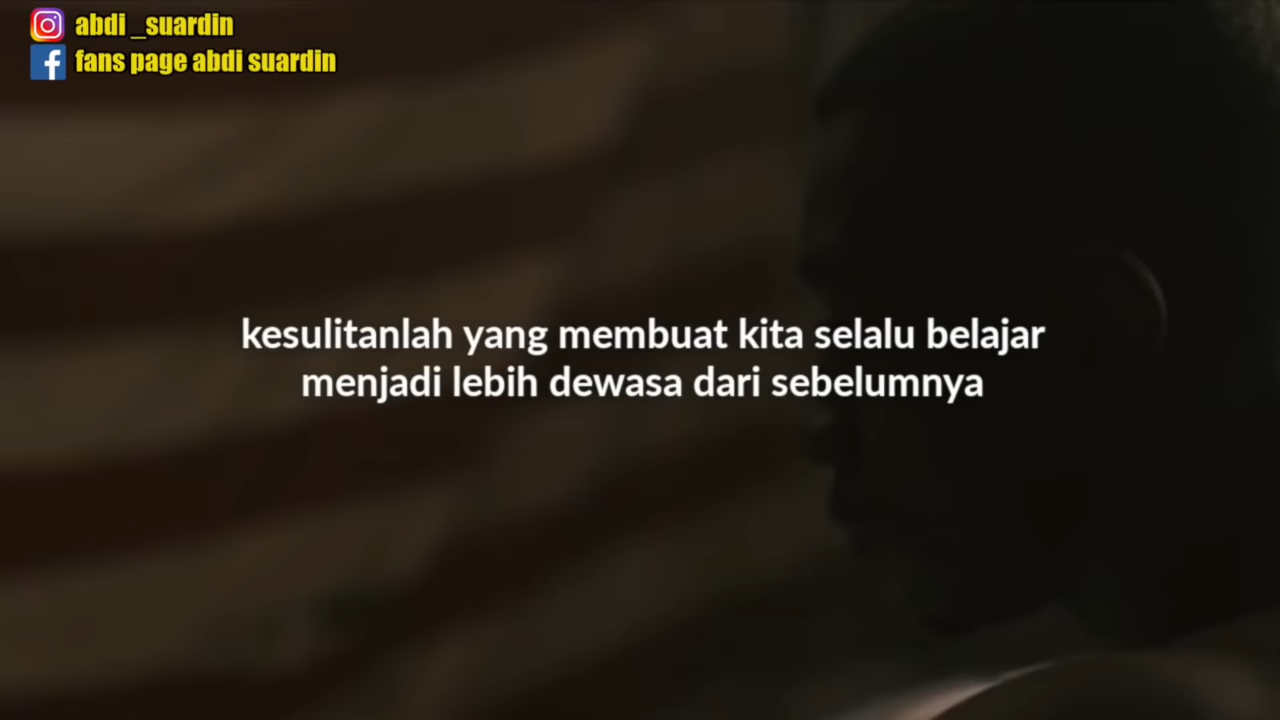 abdi _suardin
fans page abdi suardin
kesulitanlah yang membuat kita selalu belajar
menjadi lebih dewasa dari sebelumnya